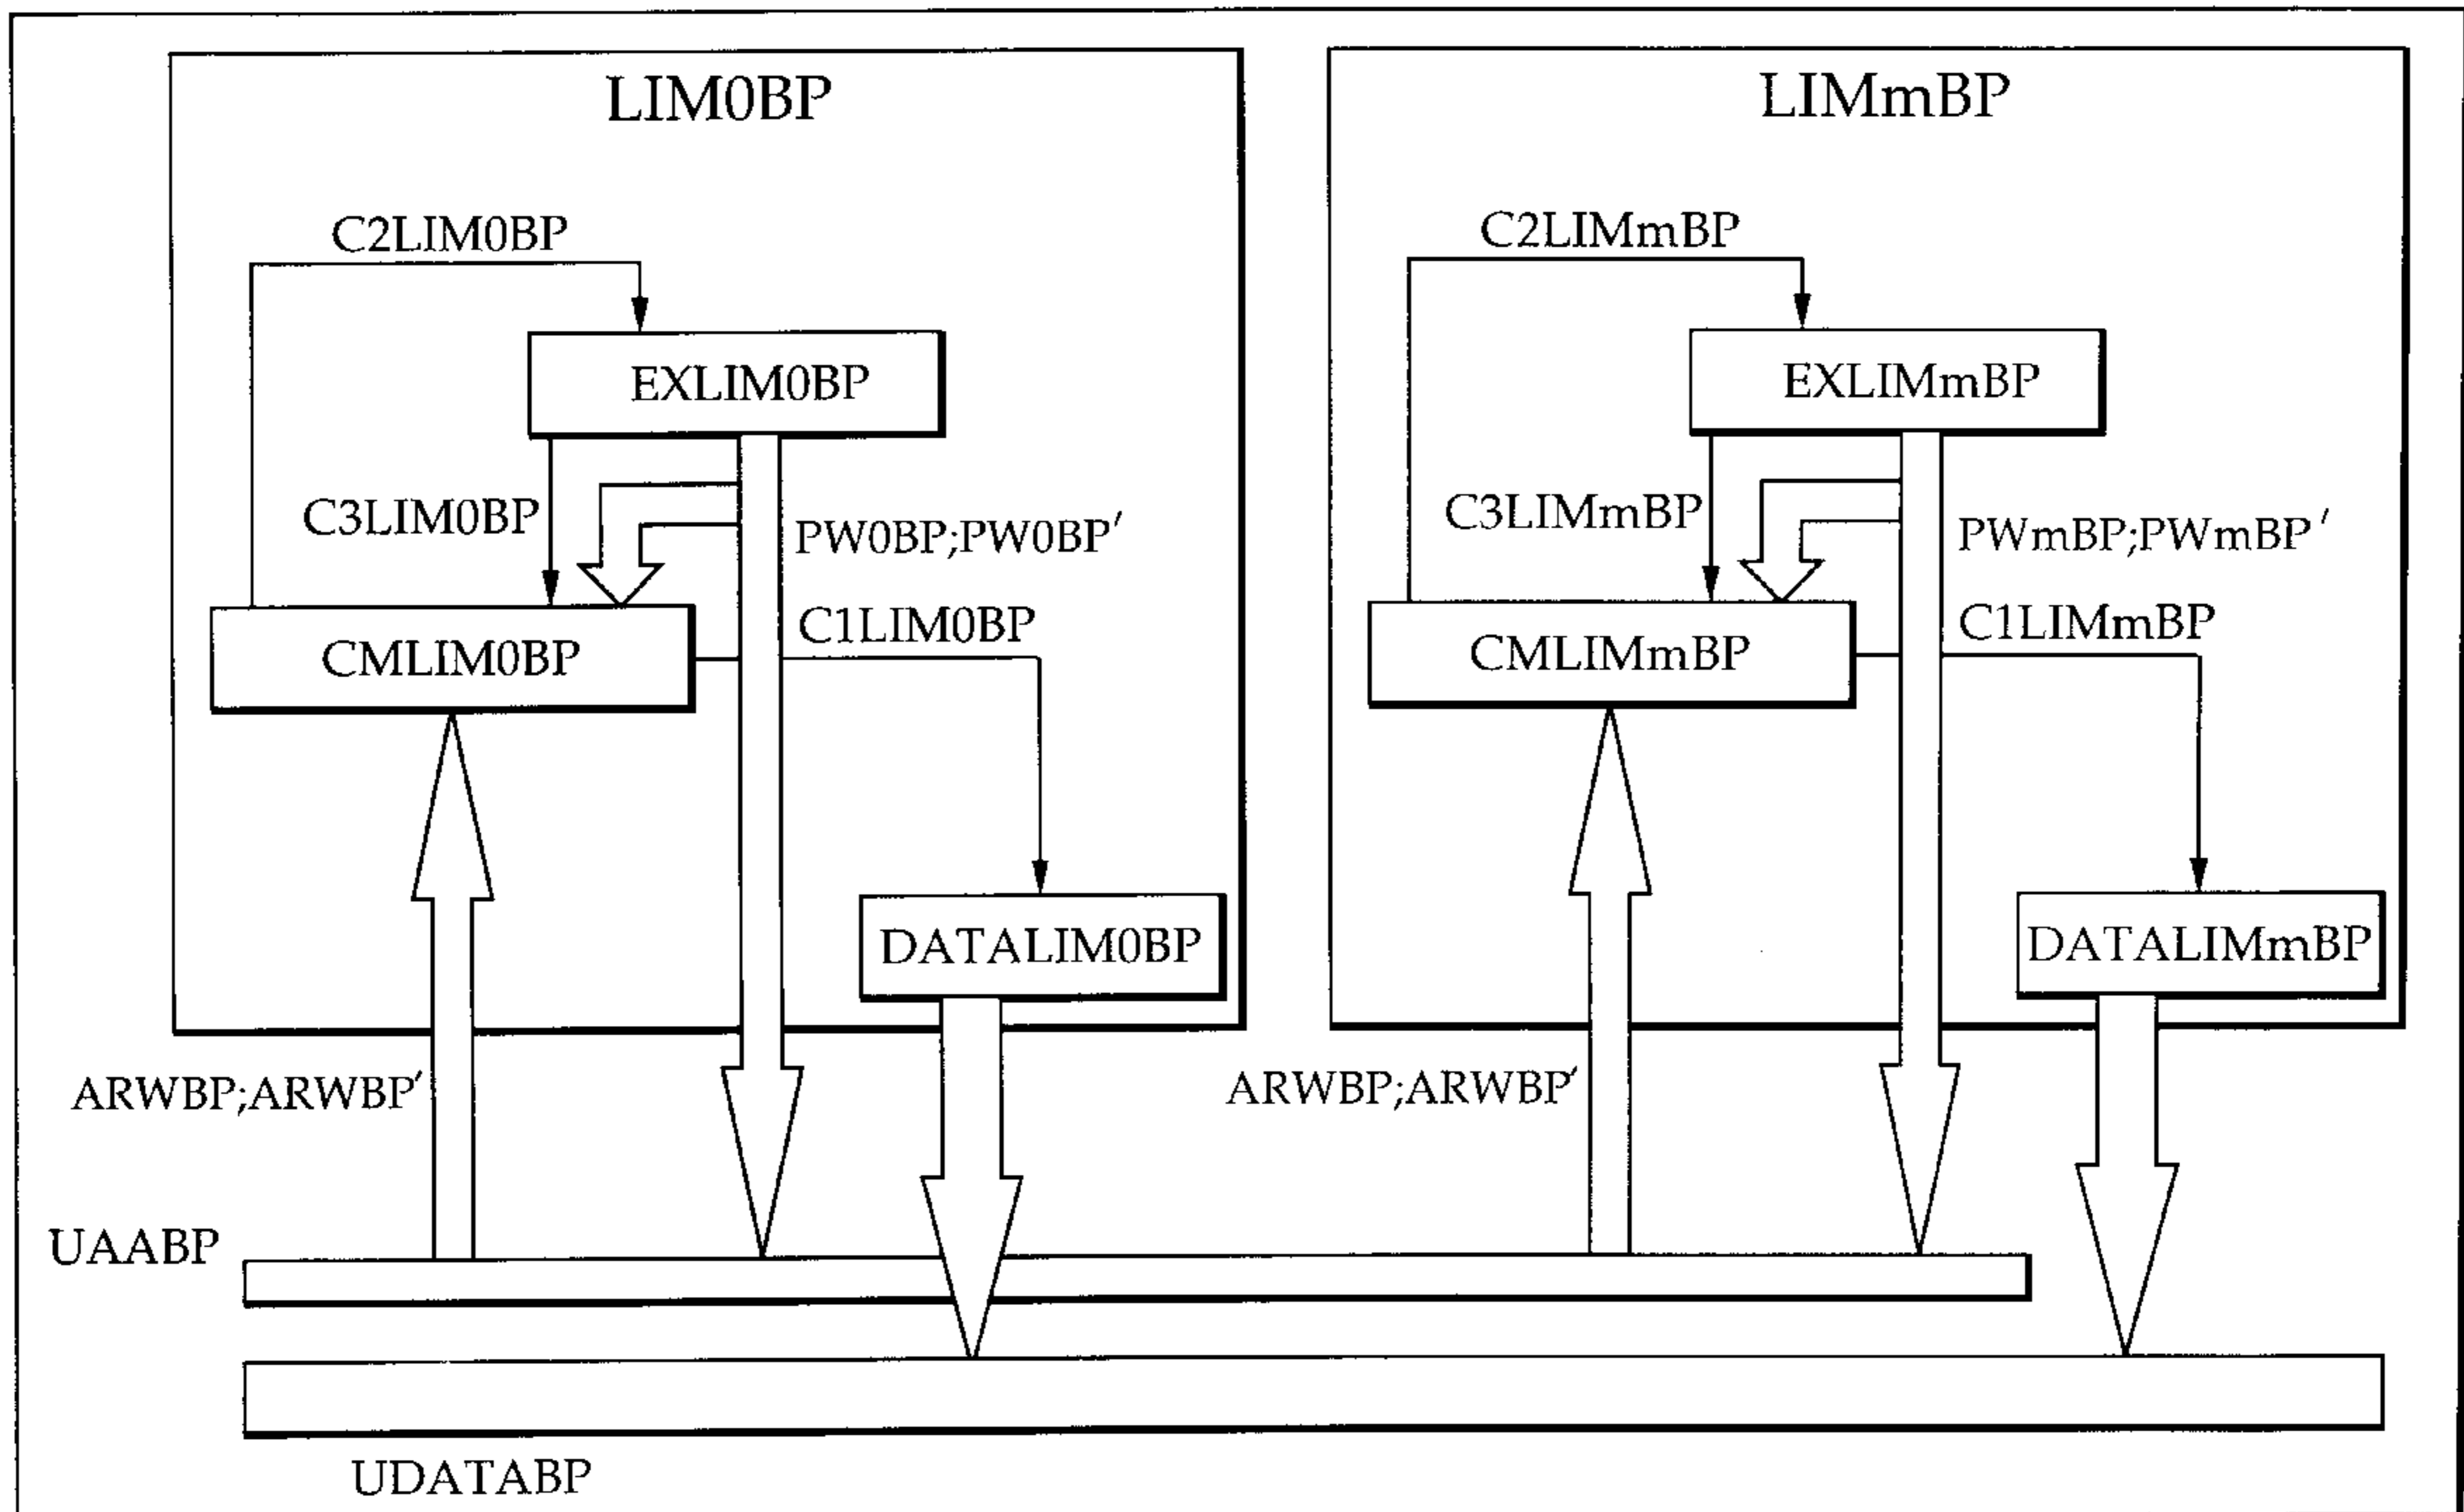 LIM0BP
LIMmBP
C2LIM0BP
C2LIMmBP
EXLIM0BP
EXLIMmBP
C3LIM0BP
PW0BP;PW0BP′
C3LIMmBP
PWmBP;PWmBP′
C1LIM0BP
C1LIMmBP
CMLIM0BP
CMLIMmBP
DATALIM0BP
DATALIMmBP
ARWBP;ARWBP′
ARWBP;ARWBP′
UAABP
UDATABP